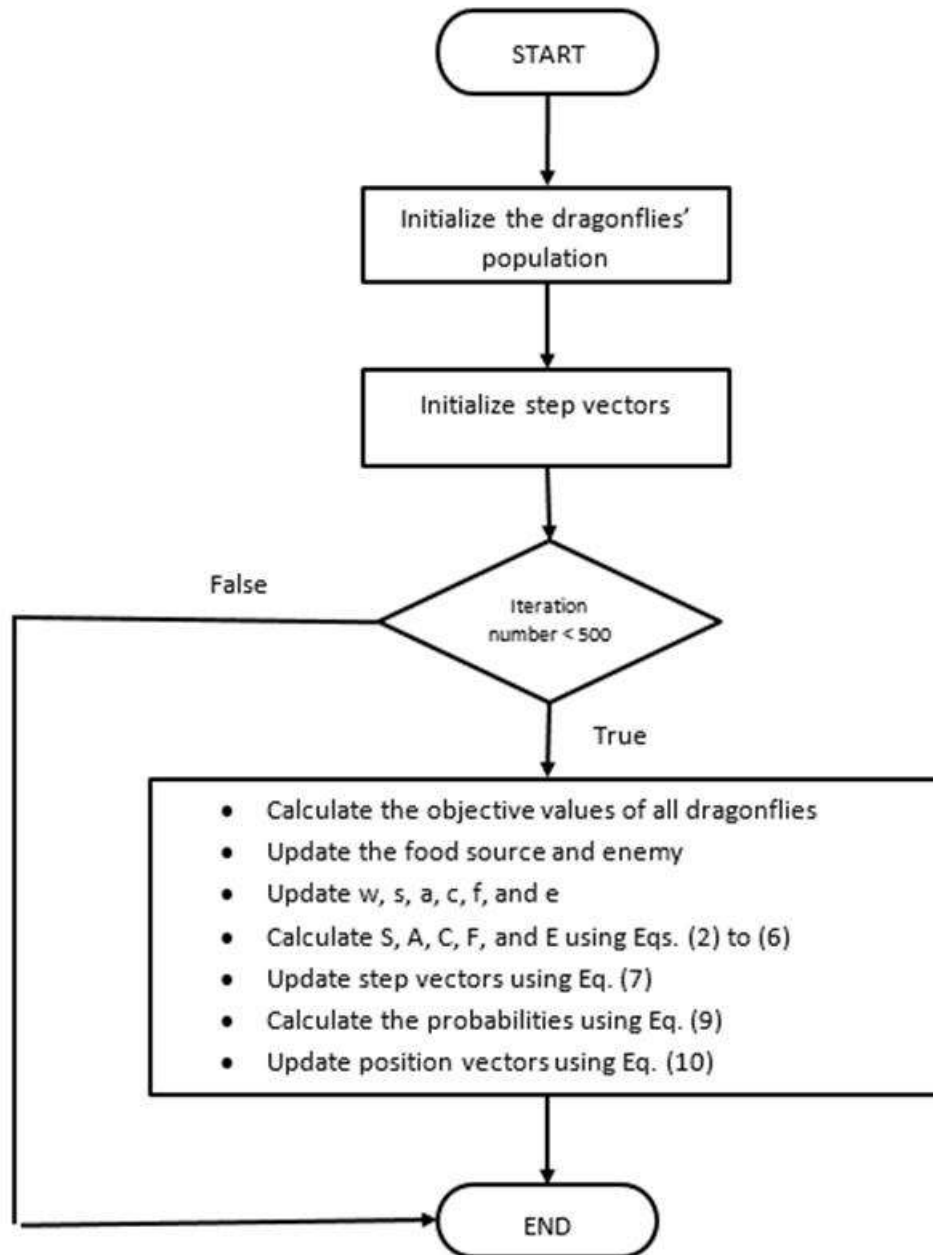 START
Initialize the dragonflies’
population
Initialize step vectors
False
Iteration
number < 500
True
• Calculate the objective values of all dragonflies
• Update the food source and enemy
• Update w, s, a, c, f, and e
• Calculate S, A, C, F, and E using Eqs. (2) to (6)
• Update step vectors using Eq. (7)
• Calculate the probabilities using Eq. (9)
• Update position vectors using Eq. (10)
END